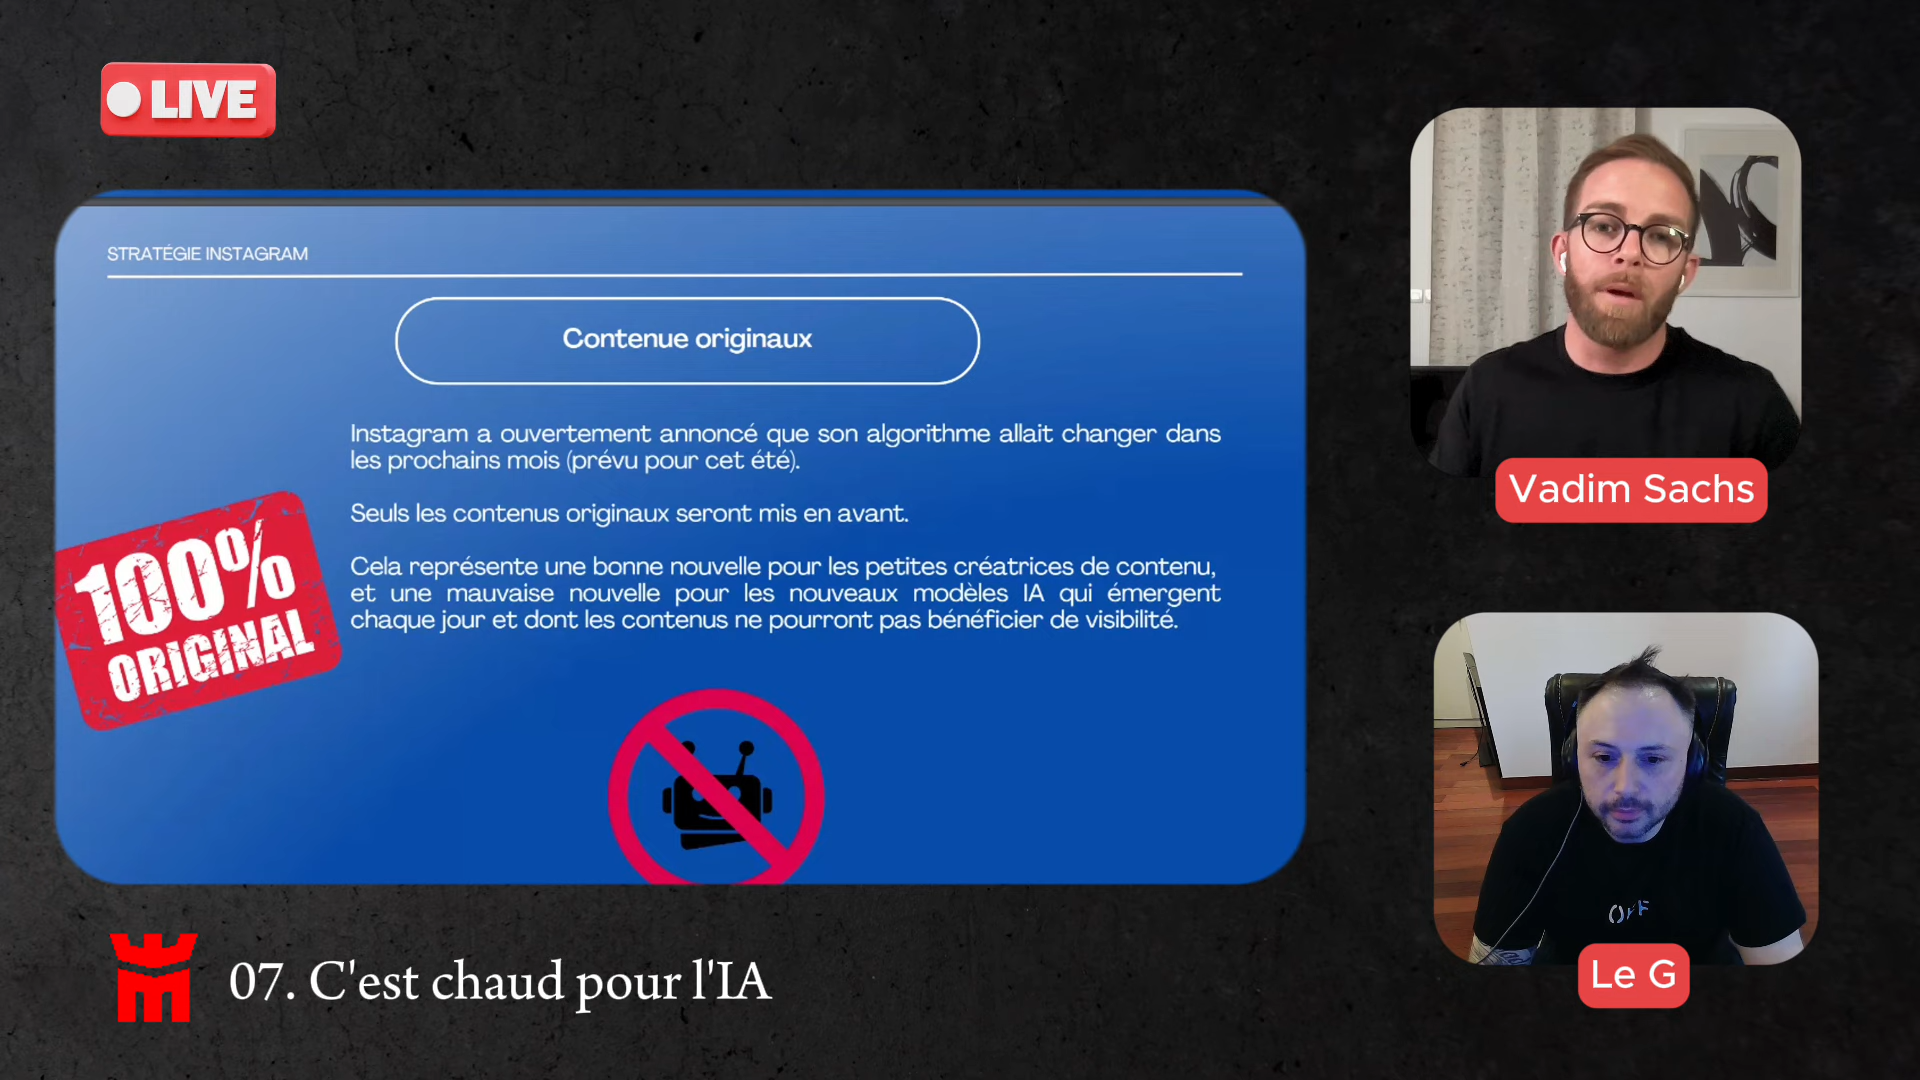 LIVE
STRATÉGIE INSTAGRAM
Contenue originaux
Instagram a ouvertement annoncé que son algorithme allait changer dans
les prochains mois (prévu pour cet été).
Seuls les contenus originaux seront mis en avant.
Cela représente une bonne nouvelle pour les petites créatrices de contenu,
et une mauvaise nouvelle pour les nouveaux modèles IA qui émergent
chaque jour et dont les contenus ne pourront pas bénéficier de visibilité.
100%
ORIGINAL
Vadim Sachs
OFF
Le G
07. C'est chaud pour l'IA